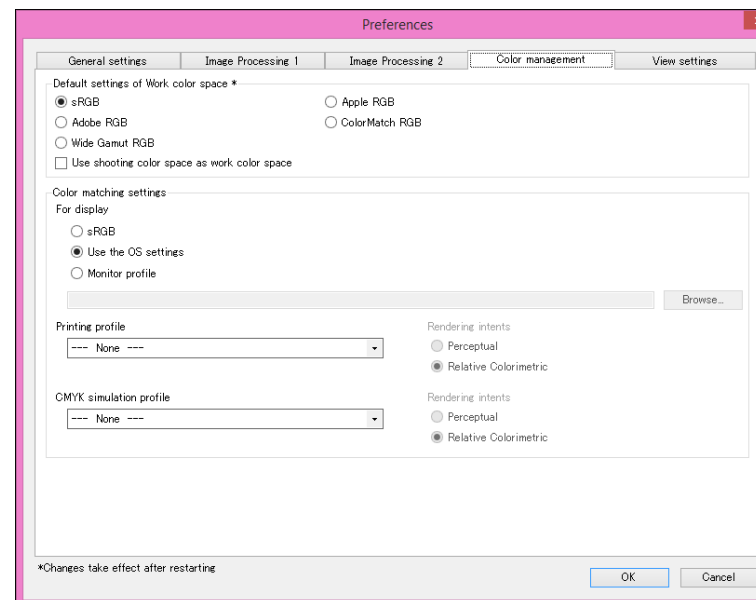 Preferences
General settings Image Processing 1 Image Processing 2 Color management View settings
Default settings of Work color space *
sRGB Apple RGB
Adobe RGB ColorMatch RGB
Wide Gamut RGB
Use shooting color space as work color space
Color matching settings
For display
sRGB
Use the OS settings
Monitor profile
Browse...
Printing profile Rendering intents
--- None --- Perceptual
Relative Colorimetric
CMYK simulation profile Rendering intents
--- None --- Perceptual
Relative Colorimetric
*Changes take effect after restarting
OK Cancel